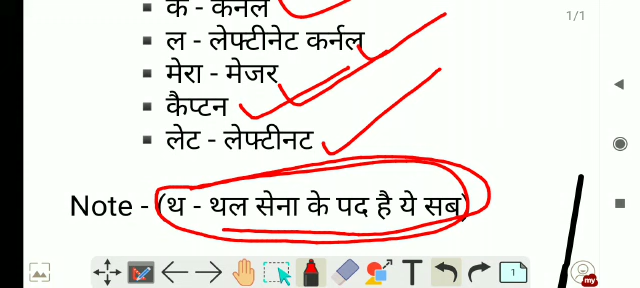 क - कर्नल
1/1
▪ ल - लेफ्टीनेट कर्नल
▪ मेरा - मेजर
▪ कैप्टन
▪ लेट - लेफ्टीनट
Note - (थ - थल सेना के पद है ये सब)
T
1
my